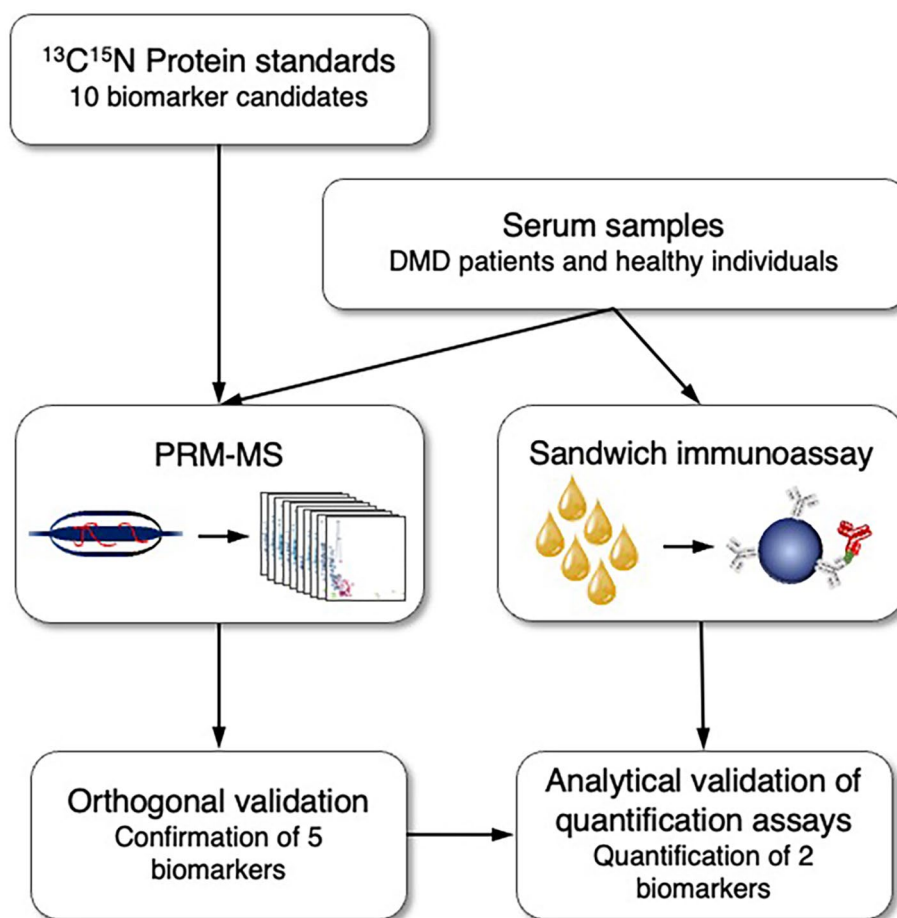 ¹³C¹⁵N Protein standards
10 biomarker candidates
Serum samples
DMD patients and healthy individuals
PRM-MS
Sandwich immunoassay
Orthogonal validation
Confirmation of 5
biomarkers
Analytical validation of
quantification assays
Quantification of 2
biomarkers